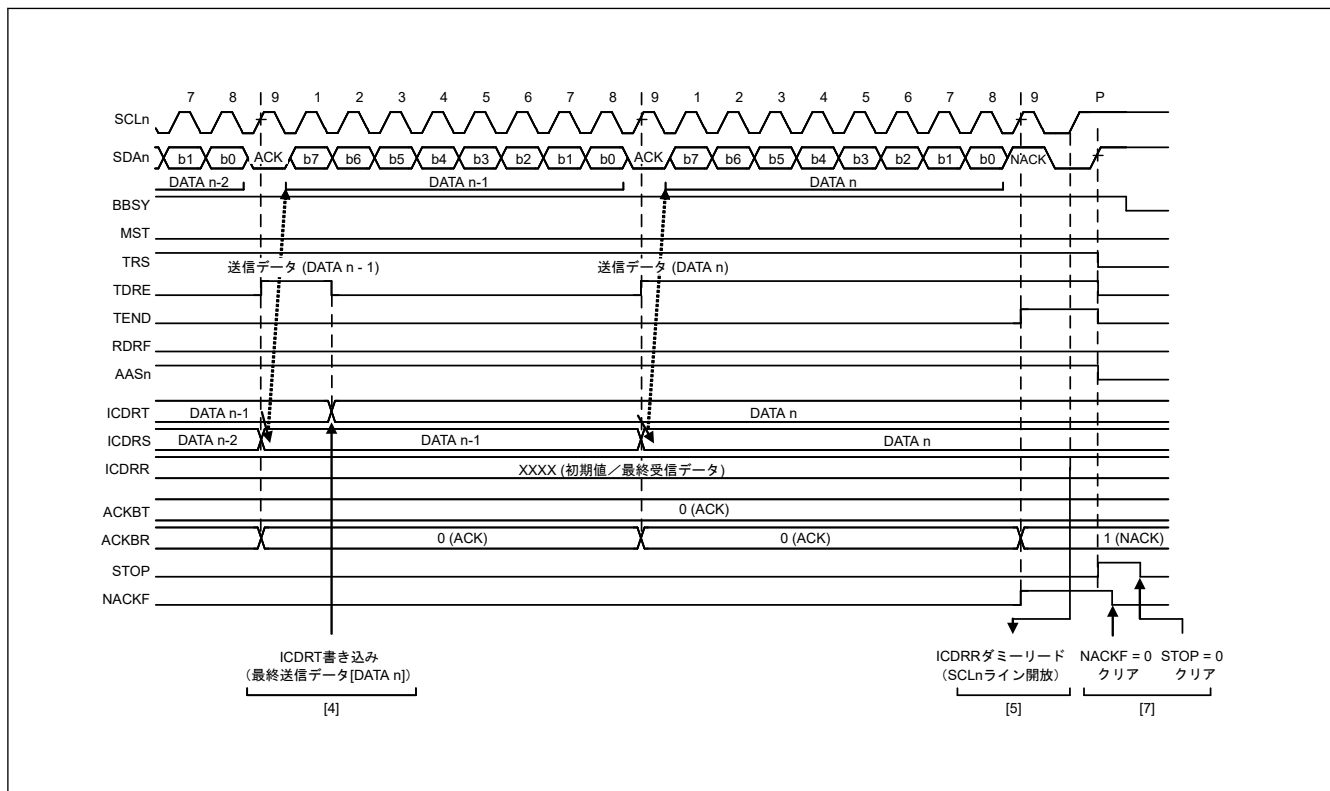 7 8 9 1 2 3 4 5 6 7 8 9 1 2 3 4 5 6 7 8 9 P
SCLn
SDAn b1 b0 ACK b7 b6 b5 b4 b3 b2 b1 b0 ACK b7 b6 b5 b4 b3 b2 b1 b0 NACK
DATA n-2 DATA n-1 DATA n
BBSY
MST
TRS
送信データ (DATA n - 1) 送信データ (DATA n)
TDRE
TEND
RDRF
AASn
ICDRT DATA n-1 DATA n
ICDRS DATA n-2 DATA n-1 DATA n
ICDRR XXXX (初期値／最終受信データ)
ACKBT 0 (ACK)
ACKBR 0 (ACK) 0 (ACK) 1 (NACK)
STOP
NACKF
ICDRT書き込み
（最終送信データ[DATA n]）
[4]
ICDRRダミーリード
（SCLnライン開放）
[5]
NACKF = 0
クリア
STOP = 0
クリア
[7]